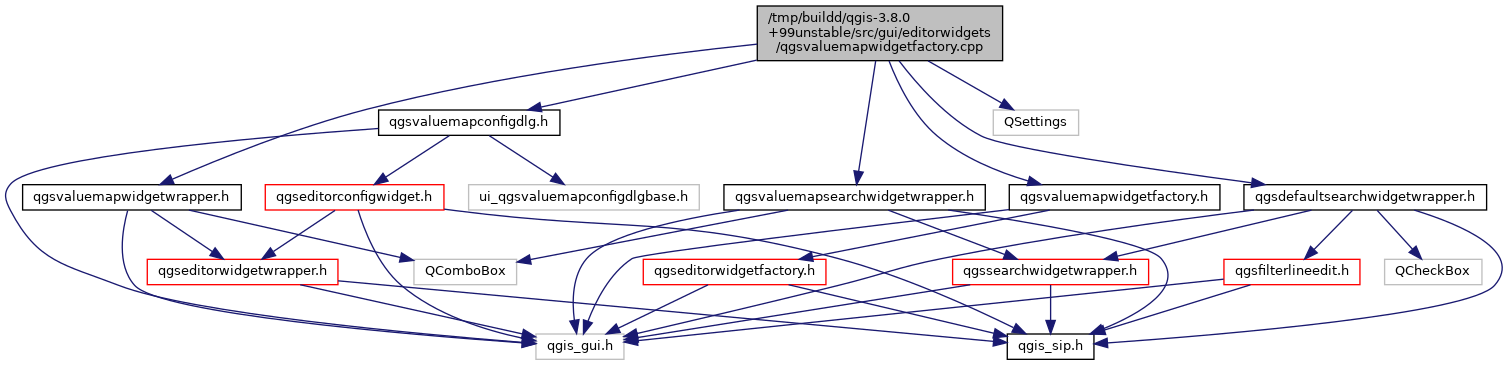 /tmp/buildd/qgis-3.8.0
+99unstable/src/gui/editorwidgets
/qgsvaluemapwidgetfactory.cpp
qgsvaluemapconfigdlg.h
QSettings
qgsvaluemapwidgetwrapper.h
qgseditorconfigwidget.h
ui_qgsvaluemapconfigdlgbase.h
qgsvaluemapsearchwidgetwrapper.h
qgsvaluemapwidgetfactory.h
qgsdefaultsearchwidgetwrapper.h
qgseditorwidgetwrapper.h
QComboBox
qgseditorwidgetfactory.h
qgssearchwidgetwrapper.h
qgsfilterlineedit.h
QCheckBox
qgis_gui.h
qgis_sip.h